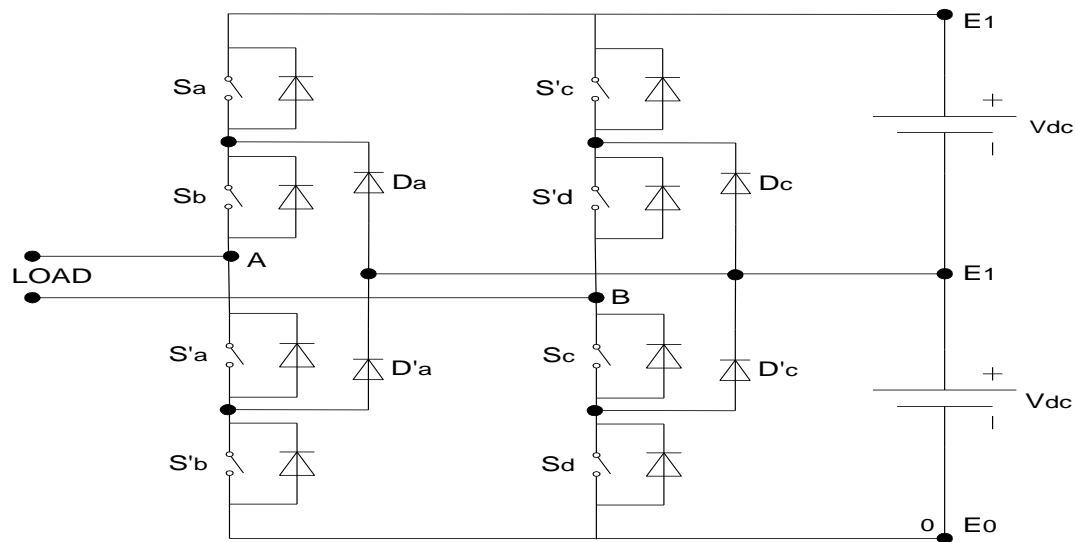 E1
Sa
S'c
+
Vdc
−
Sb
Da
S'd
Dc
A
LOAD
E1
B
S'a
D'a
Sc
D'c
+
Vdc
−
S'b
Sd
0
E0